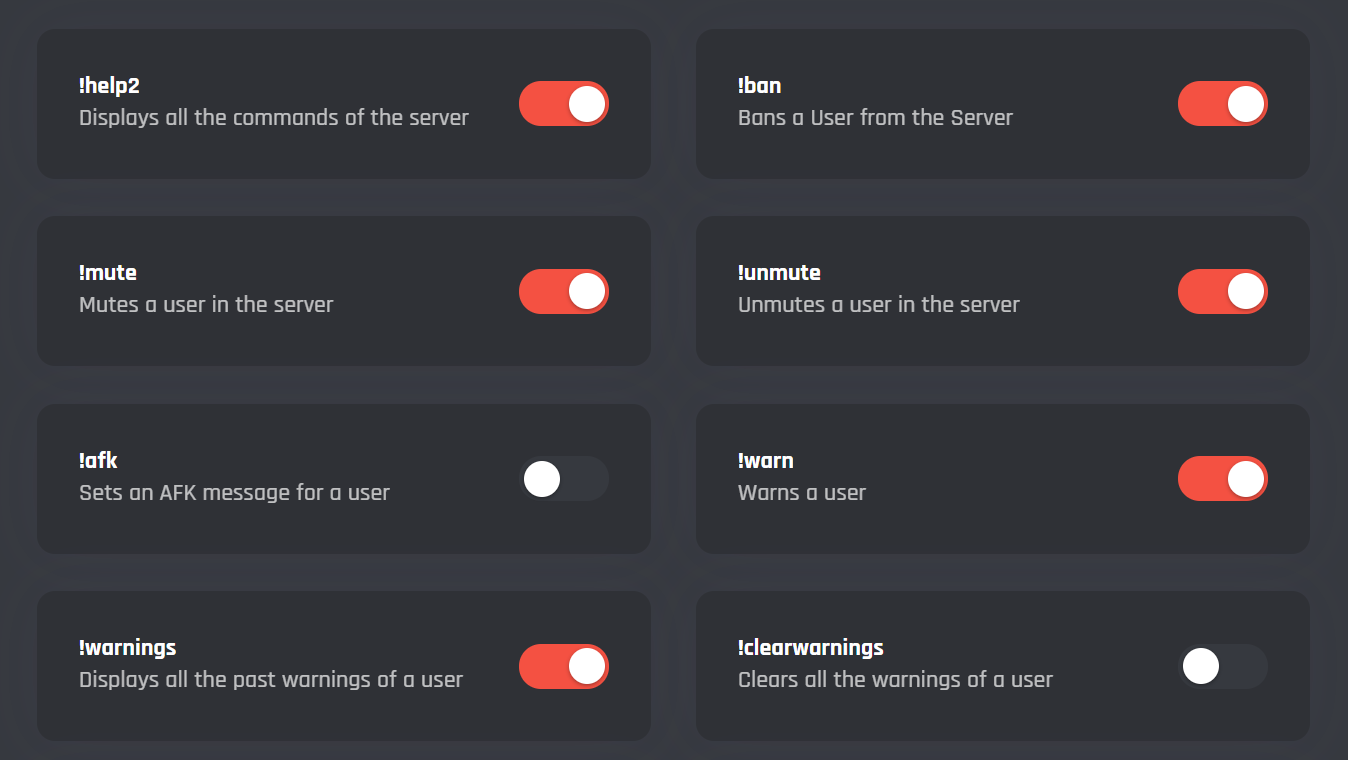 !help2
Displays all the commands of the server
!ban
Bans a User from the Server
!mute
Mutes a user in the server
!unmute
Unmutes a user in the server
!afk
Sets an AFK message for a user
!warn
Warns a user
!warnings
Displays all the past warnings of a user
!clearwarnings
Clears all the warnings of a user